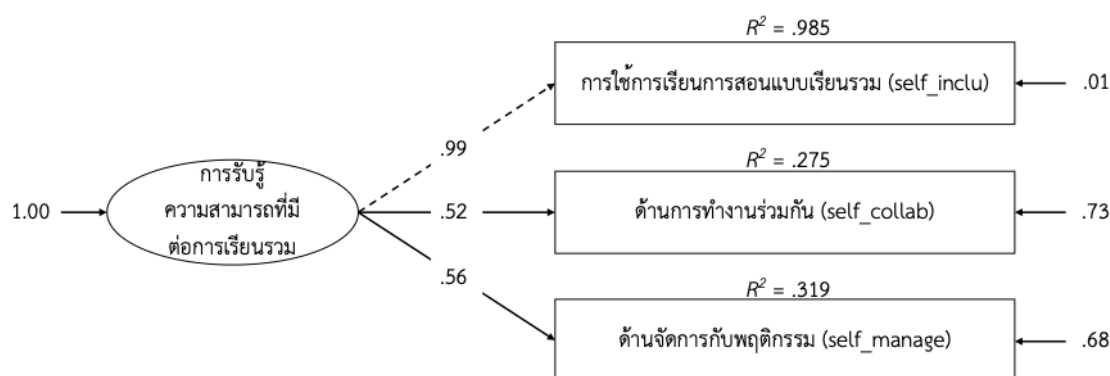 R² = .985
การใช้การเรียนการสอนแบบเรียนรวม (self_inclu)
.01
.99
R² = .275
การรับรู้
ความสามารถที่มี
ต่อการเรียนรวม
1.00
.52
ด้านการทำงานร่วมกัน (self_collab)
.73
.56
R² = .319
ด้านจัดการกับพฤติกรรม (self_manage)
.68